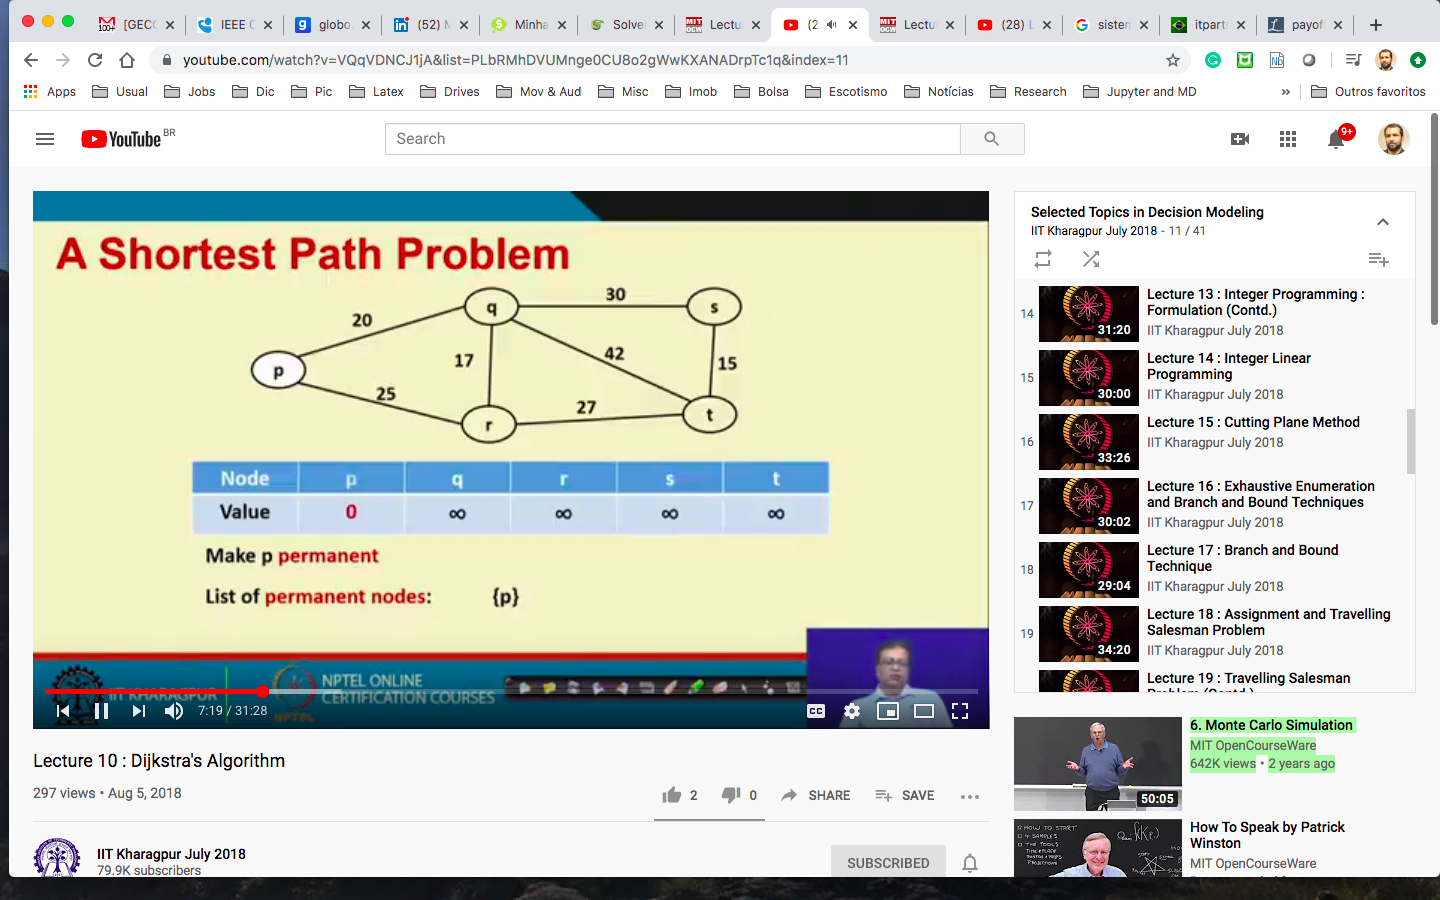 100+ [GECC
IEEE C
globo.
(52) M
Minha
Solver
Lectu
(2
Lectu
(28) L
sistem
itpart
payoff
youtube.com/watch?v=VQqVDNCJ1jA&list=PLbRMhDVUMnge0CU8o2gWwKXANADrpTc1q&index=11
Apps Usual Jobs Dic Pic Latex Drives Mov & Aud Misc Imob Bolsa Escotismo Notícias Research Jupyter and MD » Outros favoritos
YouTube BR
Search
9+
A Shortest Path Problem
20
30
17
42
15
25
27
p
q
r
s
t
Node p q r s t
Value 0 ∞ ∞ ∞ ∞
Make p permanent
List of permanent nodes: {p}
IIT KHARAGPUR
NPTEL
NPTEL ONLINE
CERTIFICATION COURSES
7:19 / 31:28
CC
Lecture 10 : Dijkstra's Algorithm
297 views • Aug 5, 2018
2
0
SHARE
SAVE
IIT Kharagpur July 2018
79.9K subscribers
SUBSCRIBED
Selected Topics in Decision Modeling
IIT Kharagpur July 2018 - 11 / 41
14
31:20
Lecture 13 : Integer Programming :
Formulation (Contd.)
IIT Kharagpur July 2018
15
30:00
Lecture 14 : Integer Linear
Programming
IIT Kharagpur July 2018
16
33:26
Lecture 15 : Cutting Plane Method
IIT Kharagpur July 2018
17
30:02
Lecture 16 : Exhaustive Enumeration
and Branch and Bound Techniques
IIT Kharagpur July 2018
18
29:04
Lecture 17 : Branch and Bound
Technique
IIT Kharagpur July 2018
19
34:20
Lecture 18 : Assignment and Travelling
Salesman Problem
IIT Kharagpur July 2018
Lecture 19 : Travelling Salesman
Problem (Contd.)
50:05
6. Monte Carlo Simulation
MIT OpenCourseWare
642K views • 2 years ago
How To Speak by Patrick
Winston
MIT OpenCourseWare